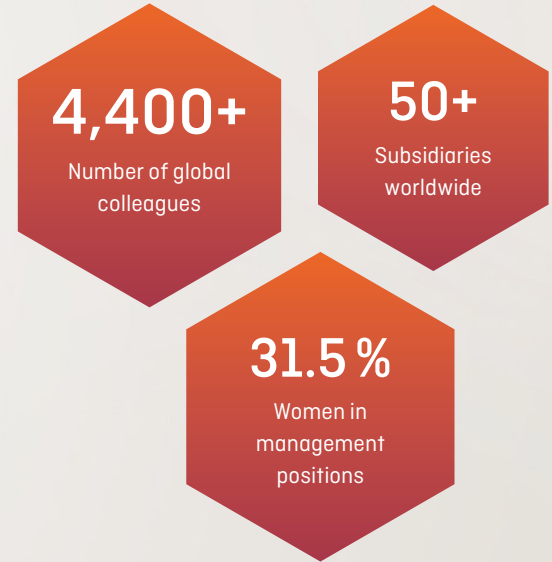 4,400+
Number of global
colleagues
50+
Subsidiaries
worldwide
31.5 %
Women in
management
positions